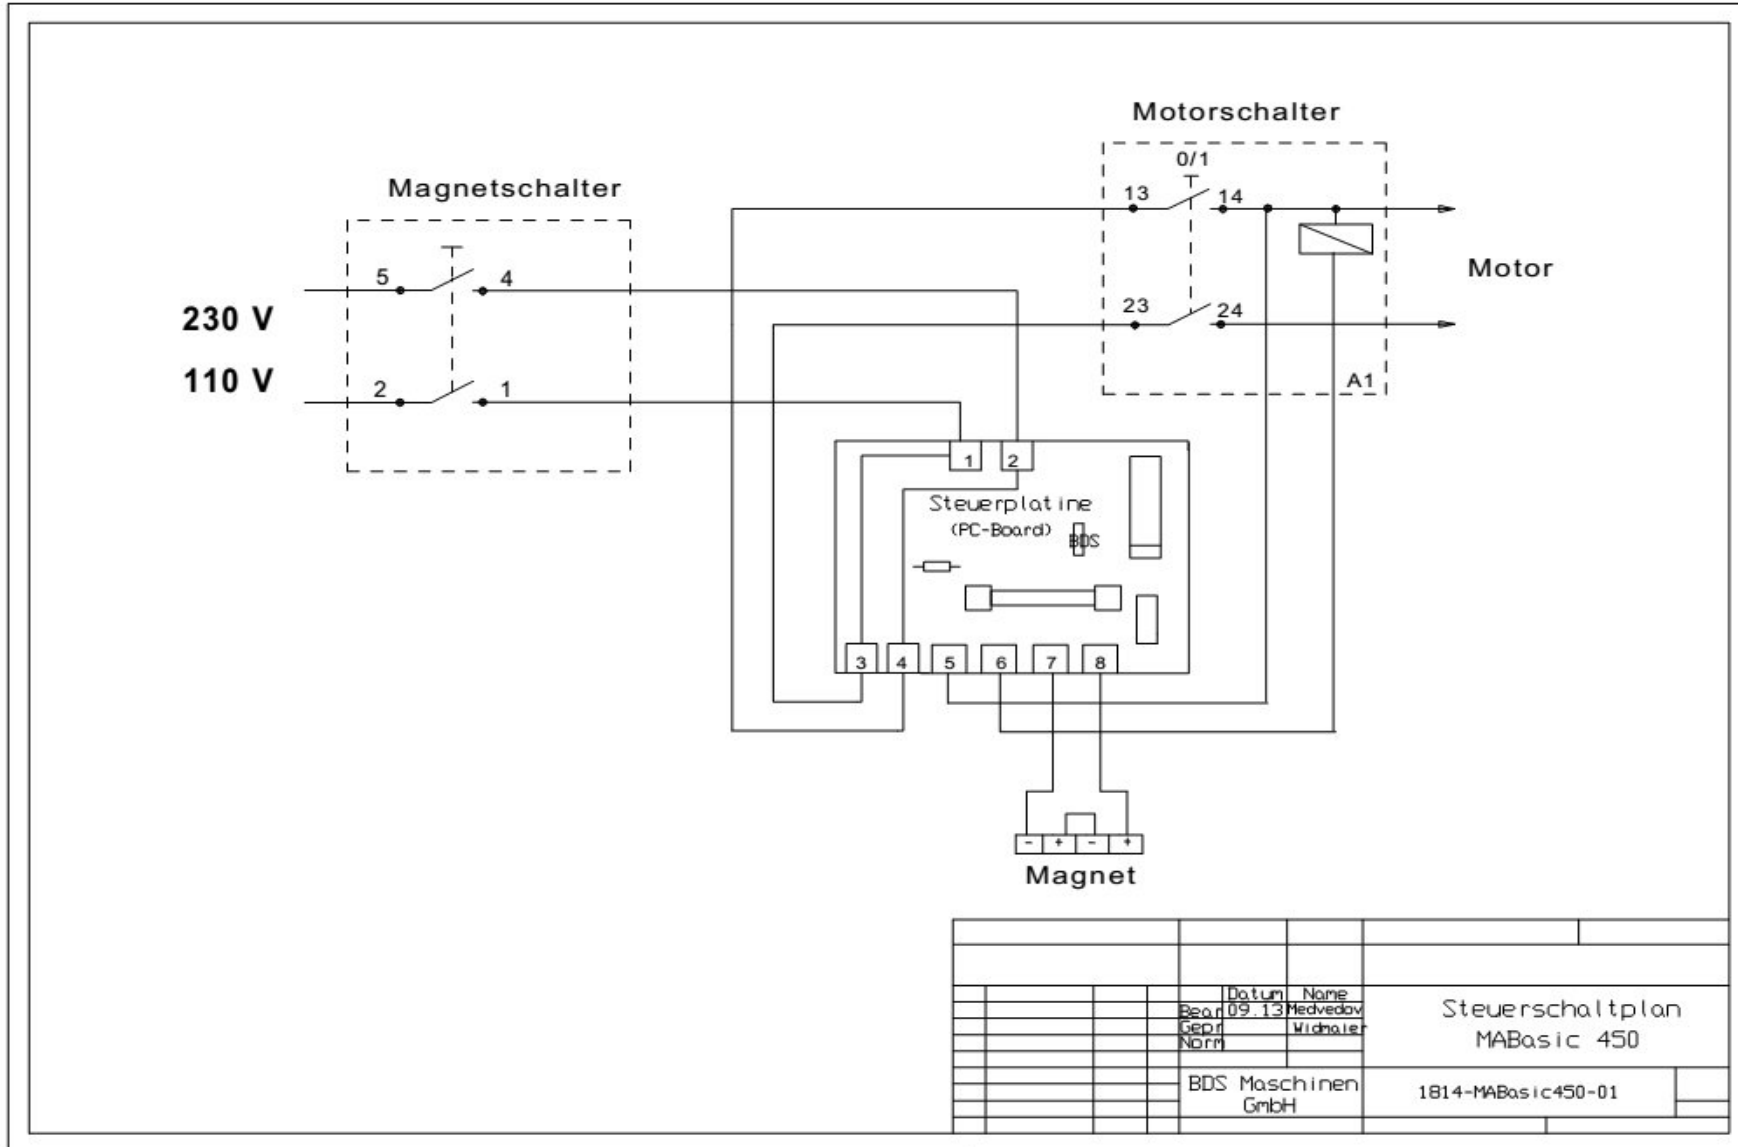 Motorschalter
0/1
Magnetschalter
13
14
5
4
Motor
230 V
23
24
110 V
2
1
A1
1
2
Steuerplatine
(PC-Board)
BDS
3
4
5
6
7
8
- + - +
Magnet
Datum Name
Bear 09.13 Medvedov
Gepr Widmaier
Norm
Steuerschaltplan
MABasic 450
BDS Maschinen
GmbH
1814-MABasic450-01